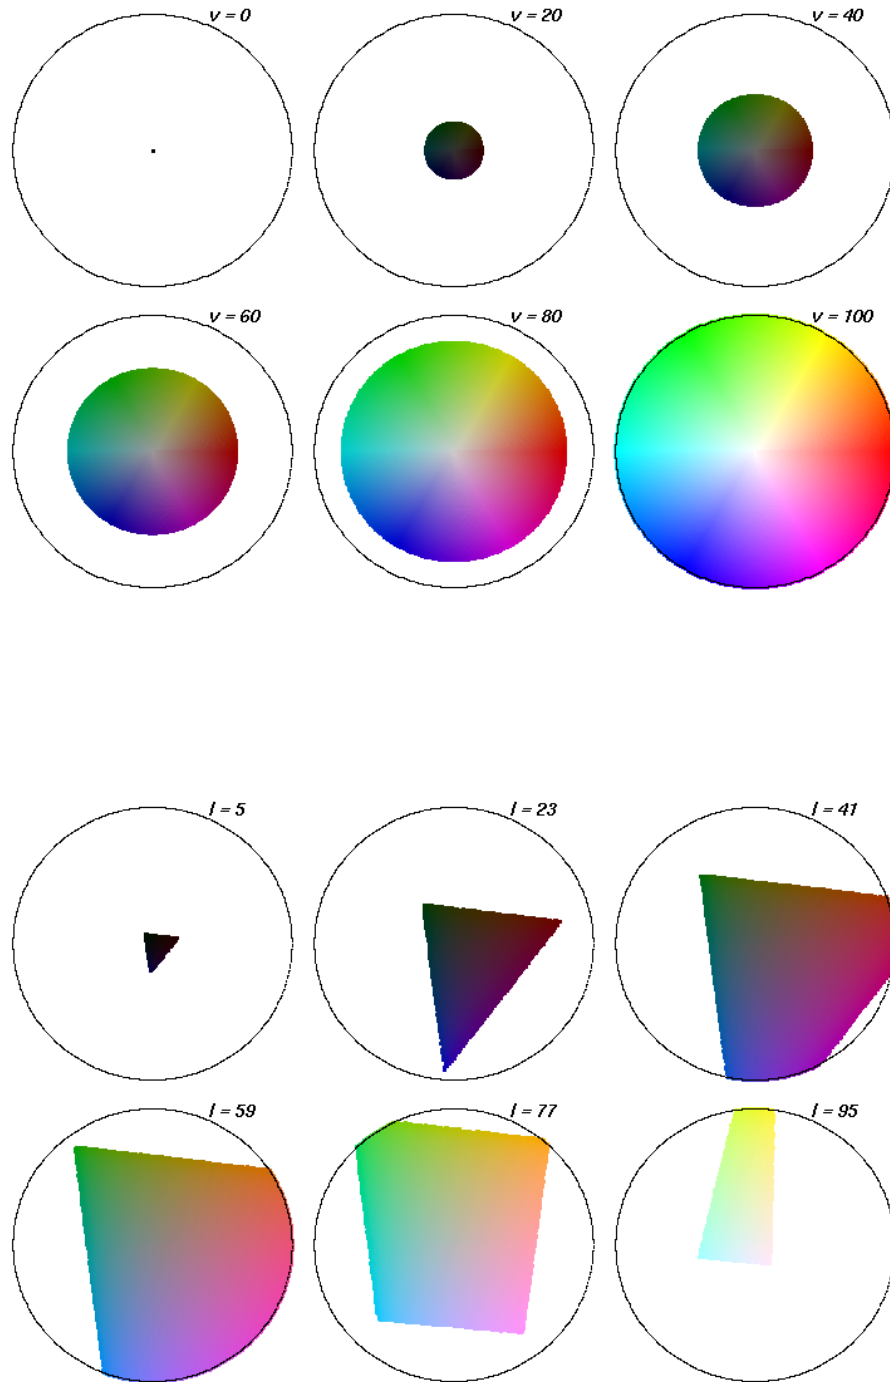 v = 0
v = 20
v = 40
v = 60
v = 80
v = 100
l = 5
l = 23
l = 41
l = 59
l = 77
l = 95